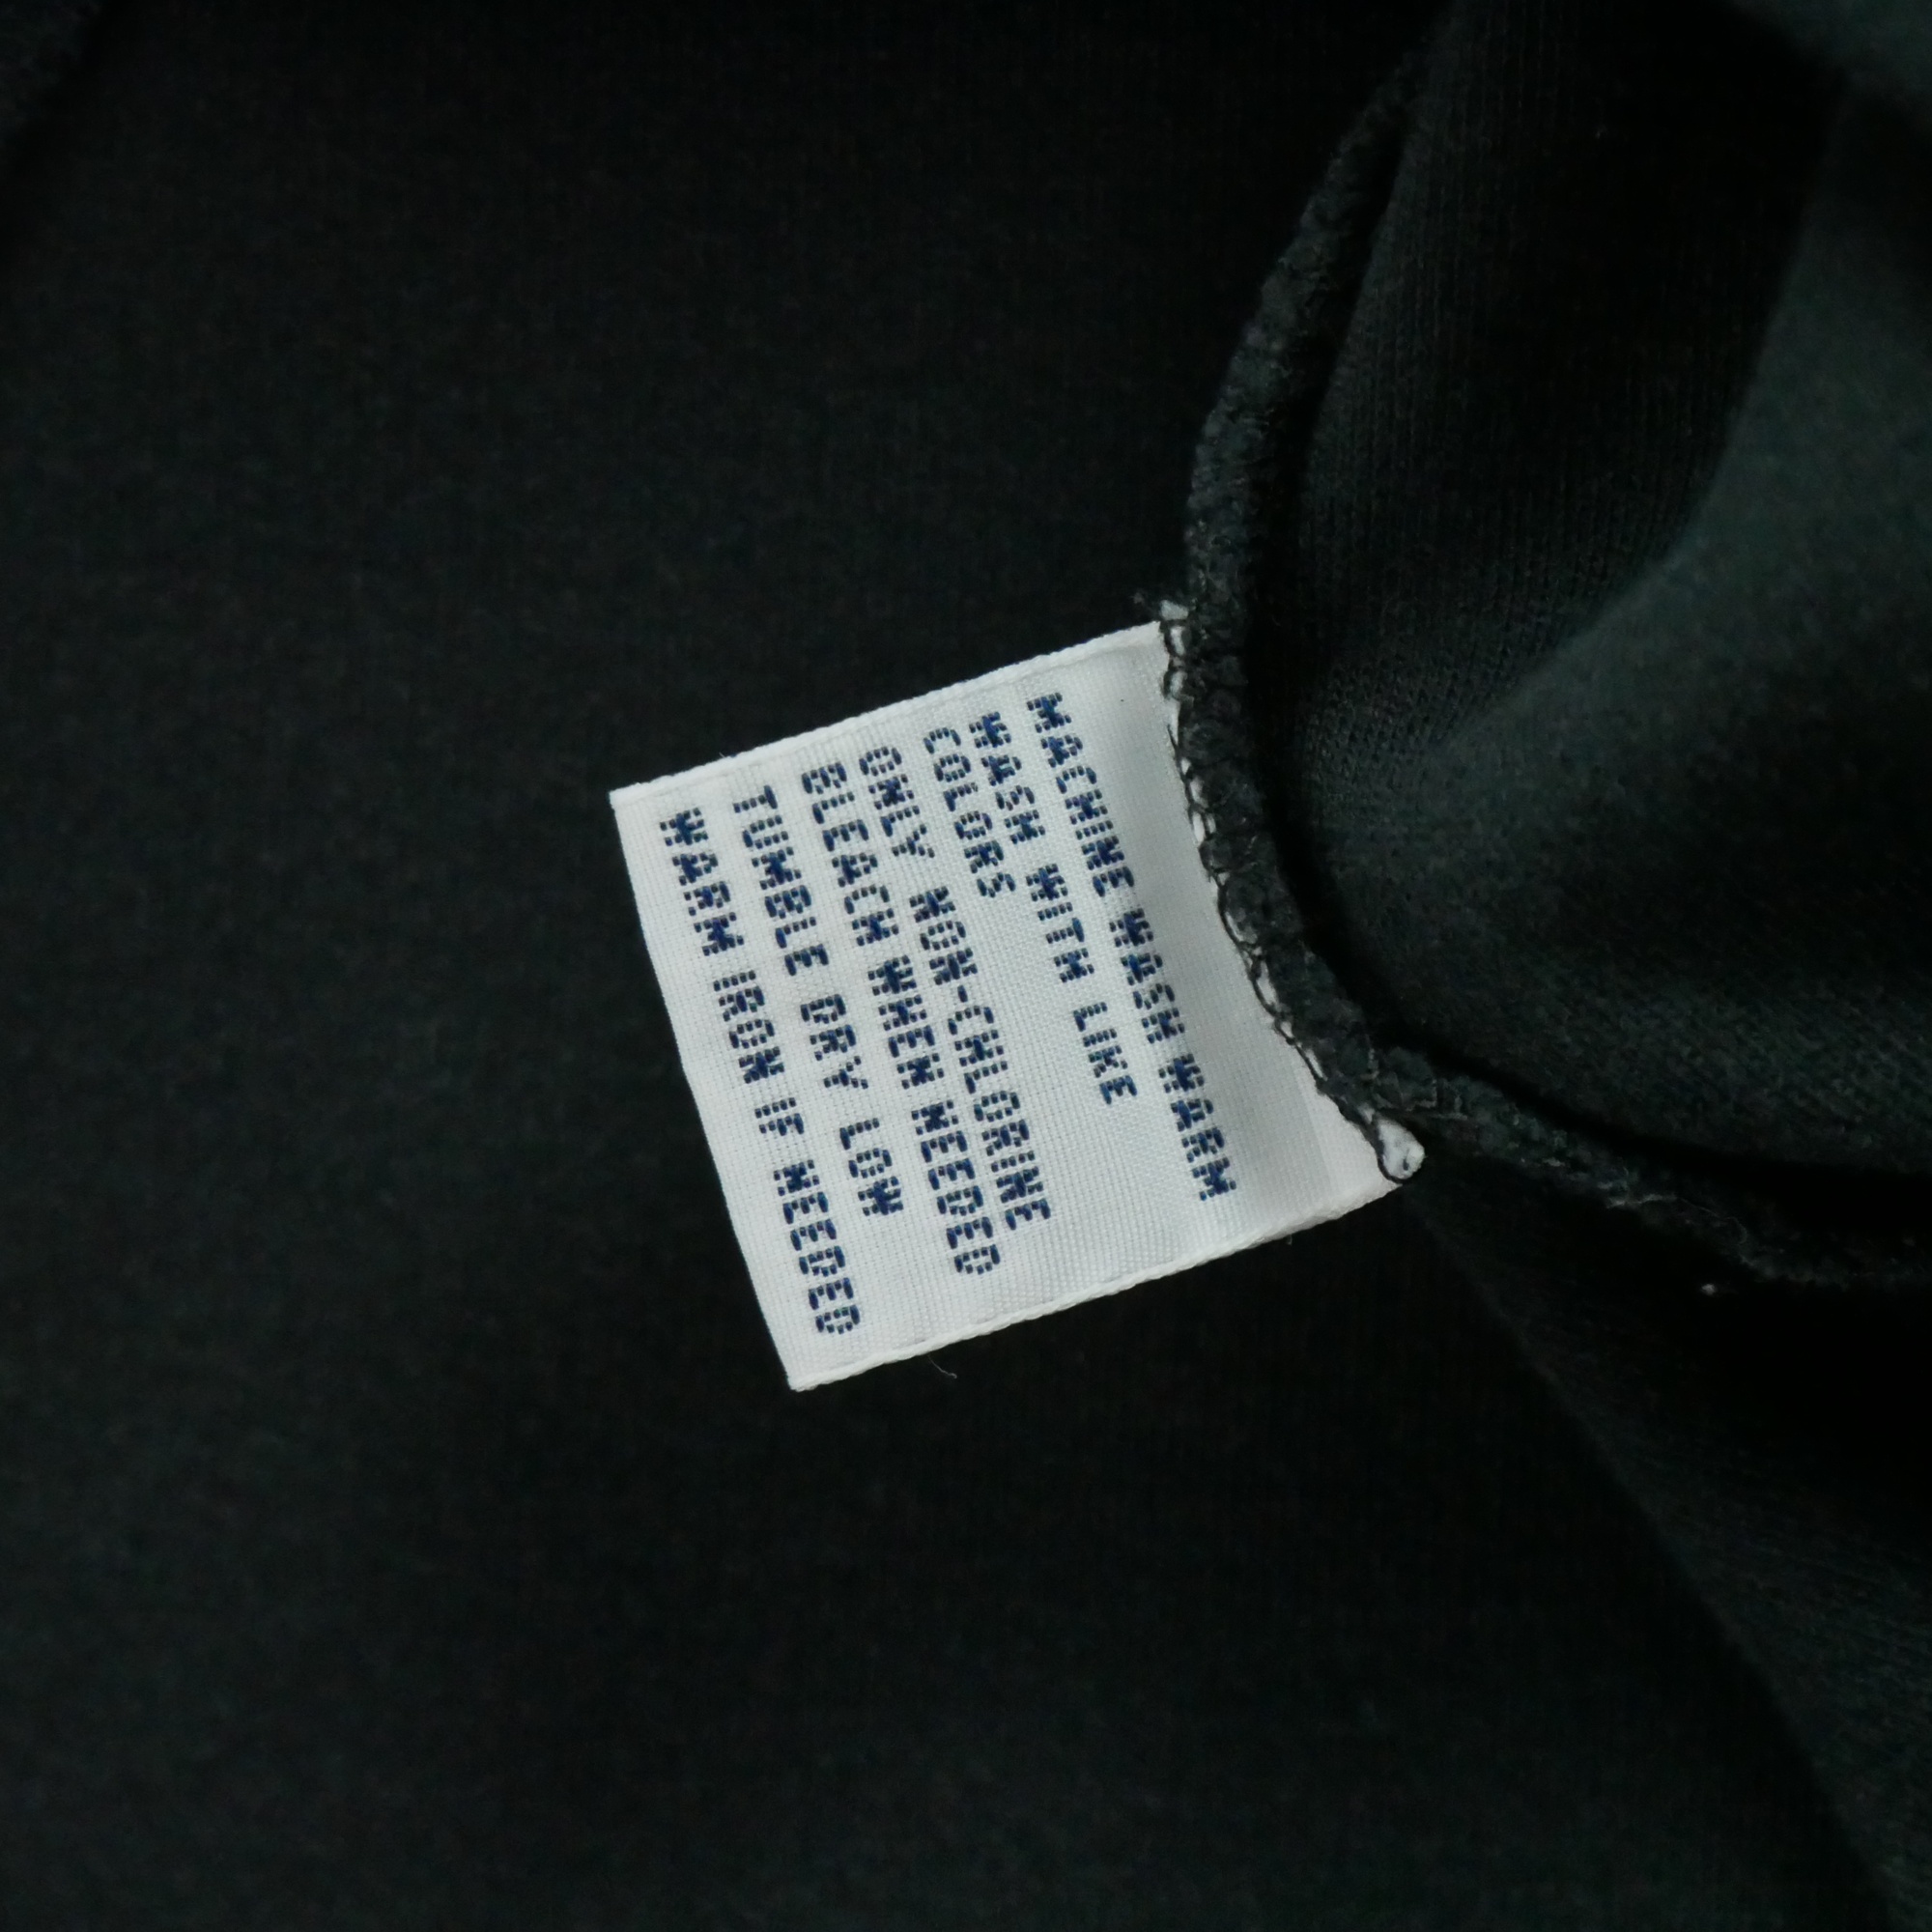 MACHINE WASH WARM
WASH WITH LIKE
COLORS
ONLY NON-CHLORINE
BLEACH WHEN NEEDED
TUMBLE DRY LOW
WARM IRON IF NEEDED